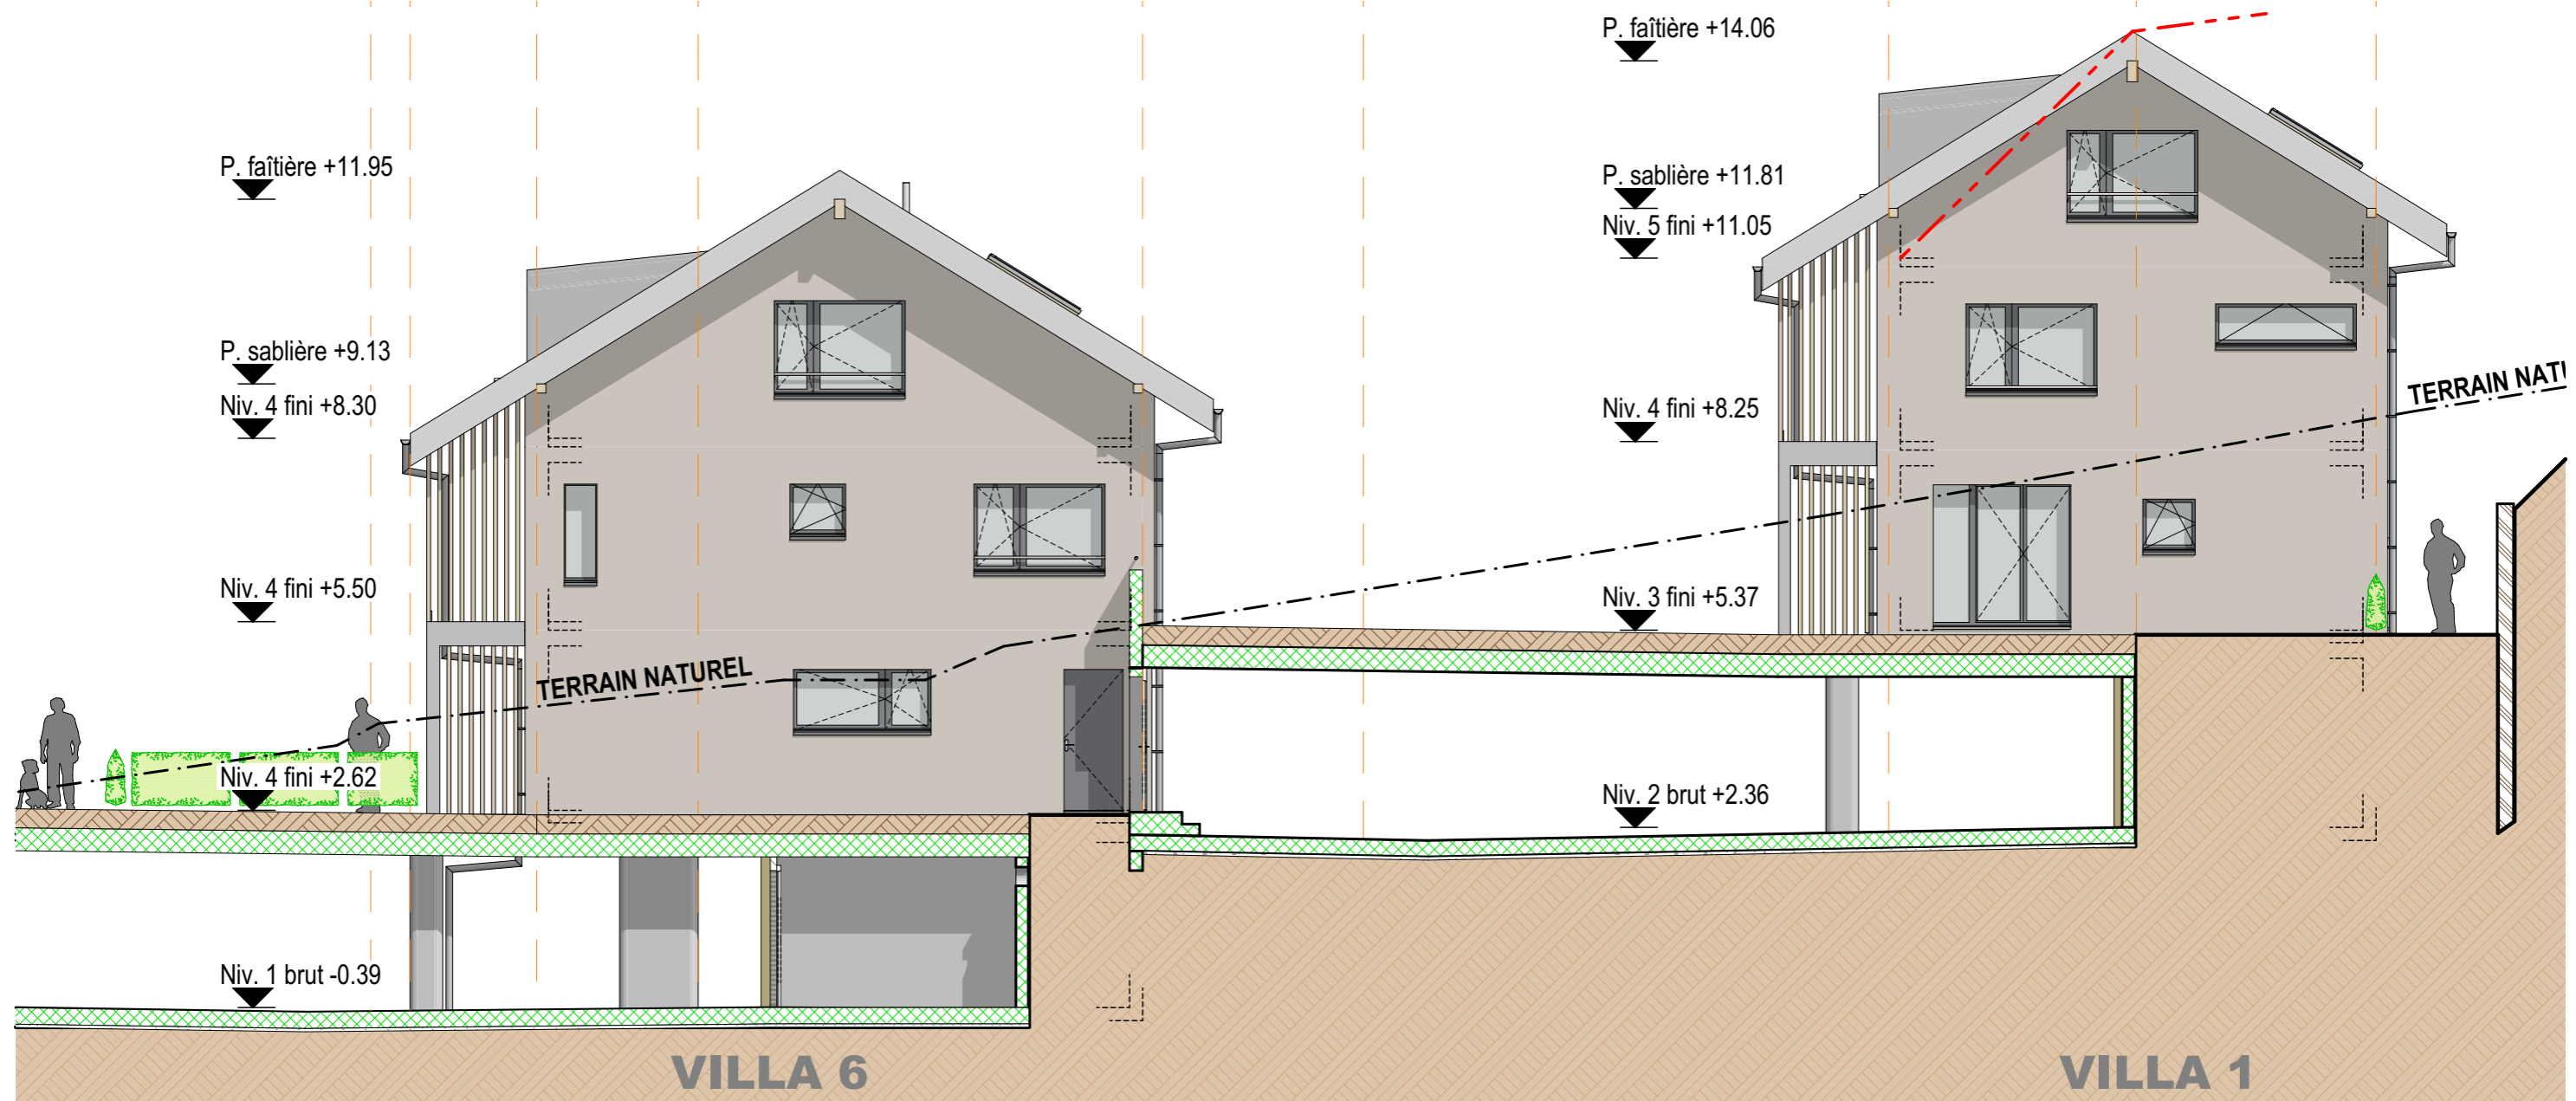 P. faîtière +14.06
P. faîtière +11.95
P. sablière +11.81
Niv. 5 fini +11.05
P. sablière +9.13
Niv. 4 fini +8.30
Niv. 4 fini +8.25
TERRAIN NATU
Niv. 4 fini +5.50
Niv. 3 fini +5.37
TERRAIN NATUREL
Niv. 4 fini +2.62
Niv. 2 brut +2.36
Niv. 1 brut -0.39
VILLA 6
VILLA 1